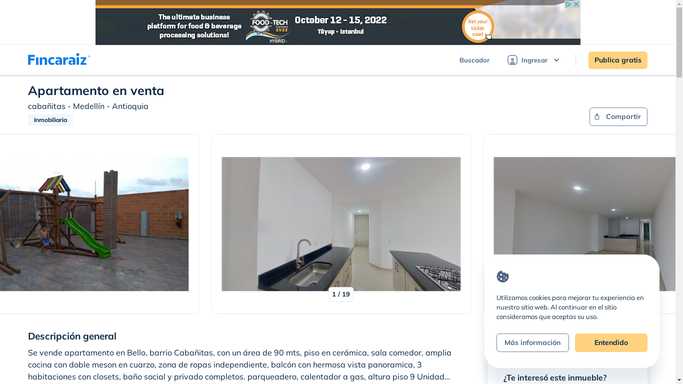 The ultimate business
platform for food & beverage
processing solutions!
FOOD-TECH
HYBRID
October 12 - 15, 2022
Tüyap - Istanbul
Get your
ticket
now!
Fincaraiz
Buscador
Ingresar
Publica gratis
Apartamento en venta
cabañitas - Medellín - Antioquia
Inmobiliaria
Compartir
1 / 19
Utilizamos cookies para mejorar tu experiencia en
nuestro sitio web. Al continuar en el sitio
consideramos que aceptas su uso.
Más información
Entendido
Descripción general
Se vende apartamento en Bello, barrio Cabañitas, con un área de 90 mts, piso en cerámica, sala comedor, amplia
cocina con doble meson en cuarzo, zona de ropas independiente, balcón con hermosa vista panoramica, 3
habitaciones con closets, baño social y privado completos, parqueadero, calentador a gas, altura piso 9 Unidad...
¿Te interesó este inmueble?